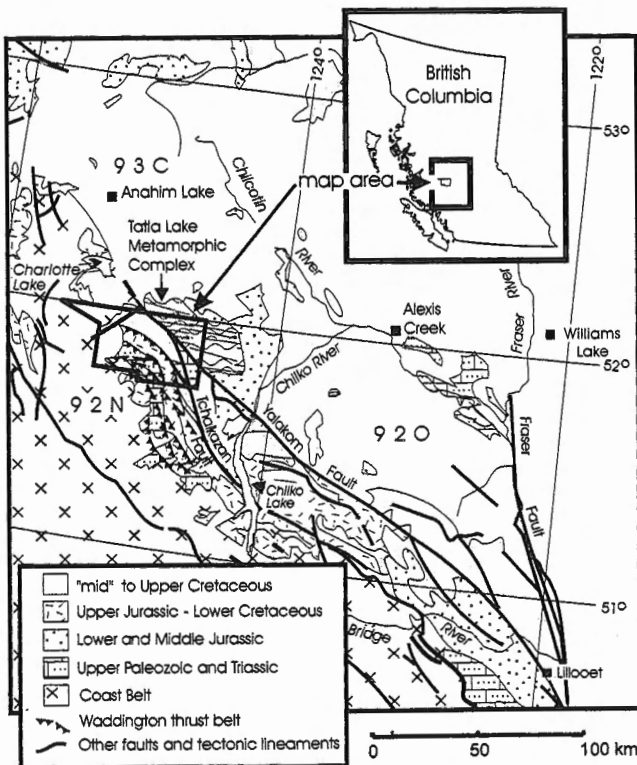 British
Columbia
124°
122°
53°
93C
Anahim Lake
Chilcotin
map area
Tatla Lake
Metamorphic
Complex
Charlotte
Lake
River
River
Alexis
Creek
Fraser
Williams
Lake
52°
Chilko River
92N
Tchaikazan
Fault
Yalakom
Fault
92O
Fraser
Fault
Chilko
Lake
51°
Bridge
River
Lillooet
"mid" to Upper Cretaceous
Upper Jurassic - Lower Cretaceous
Lower and Middle Jurassic
Upper Paleozoic and Triassic
Coast Belt
Waddington thrust belt
Other faults and tectonic lineaments
0 50 100 km